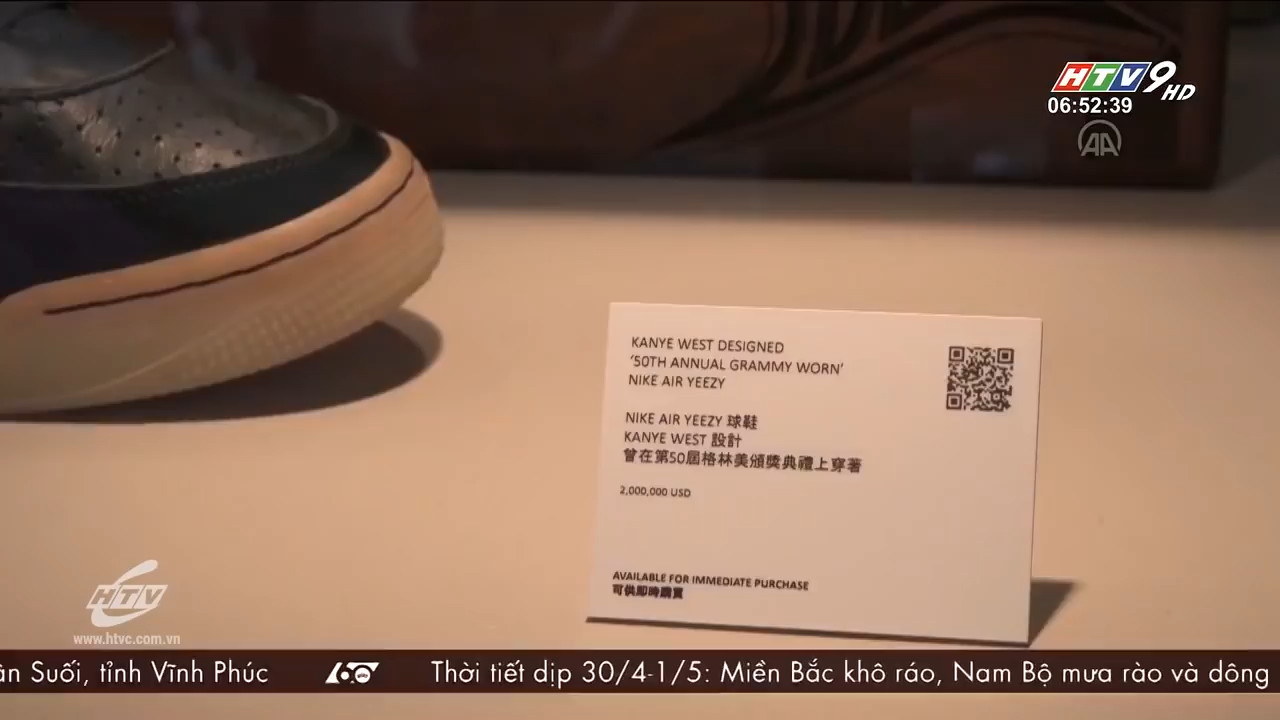 HTV9 HD
06:52:39
AA
KANYE WEST DESIGNED
‘50TH ANNUAL GRAMMY WORN’
NIKE AIR YEEZY
NIKE AIR YEEZY 球鞋
KANYE WEST 設計
曾在第50屆格林美頒獎典禮上穿著
2,000,000 USD
AVAILABLE FOR IMMEDIATE PURCHASE
可供即時購買
HTV
www.htvc.com.vn
Suối, tỉnh Vĩnh Phúc
Thời tiết dịp 30/4-1/5: Miền Bắc khô ráo, Nam Bộ mưa rào và dông